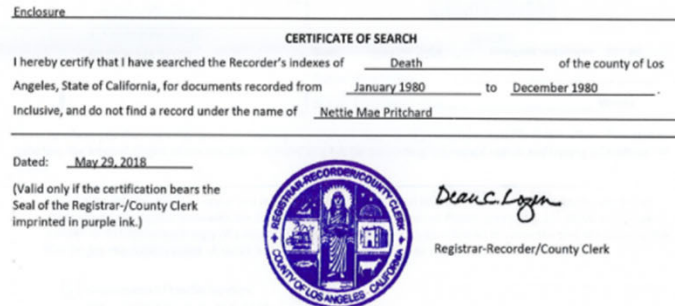 Enclosure
CERTIFICATE OF SEARCH
I hereby certify that I have searched the Recorder's indexes of Death of the county of Los
Angeles, State of California, for documents recorded from January 1980 to December 1980 .
Inclusive, and do not find a record under the name of Nettie Mae Pritchard
Dated: May 29, 2018
(Valid only if the certification bears the
Seal of the Registrar-/County Clerk
imprinted in purple ink.)
REGISTRAR-RECORDER/COUNTY CLERK
COUNTY OF LOS ANGELES CALIFORNIA
Dean C. Logan
Registrar-Recorder/County Clerk